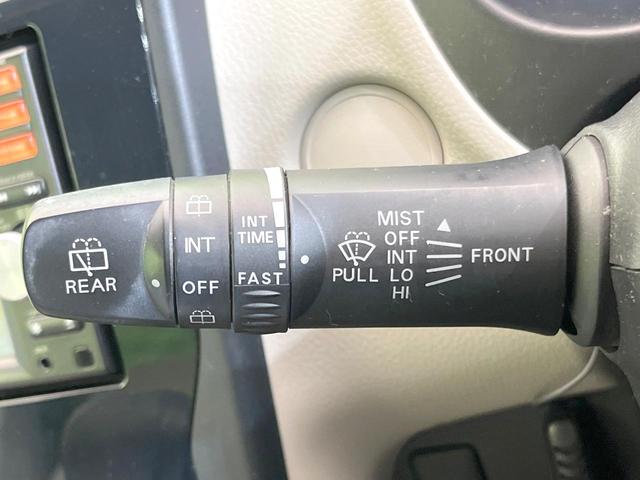 REAR
INT
OFF
INT
TIME
FAST
PULL
MIST
OFF
INT
LO
HI
FRONT